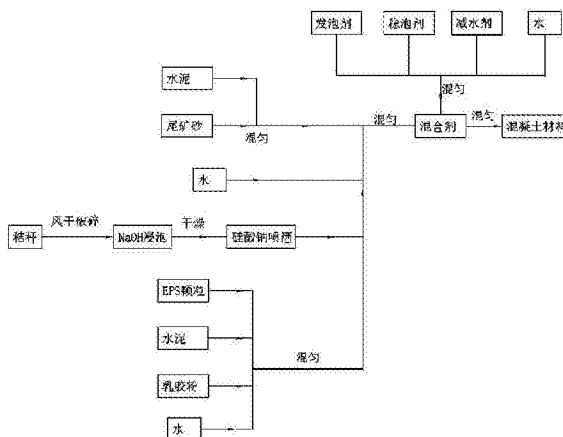 发泡剂 稳泡剂 减水剂 水
水泥
混匀
尾矿砂 混匀 混合剂 混匀 混凝土材料
混匀
水
风干破碎 干燥
秸秆 NaOH浸泡 硅酸钠喷洒
EPS颗粒
水泥
混匀
乳胶粉
水